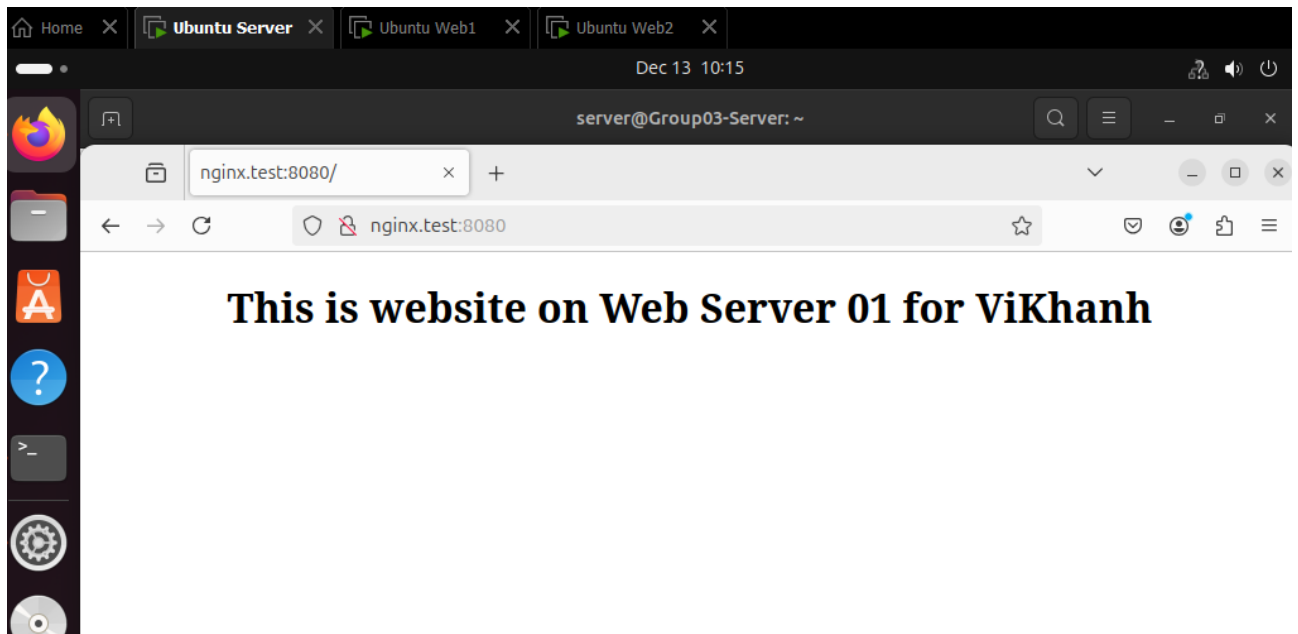 Home Ubuntu Server Ubuntu Web1 Ubuntu Web2
Dec 13 10:15
server@Group03-Server: ~
nginx.test:8080/
nginx.test:8080
This is website on Web Server 01 for ViKhanh